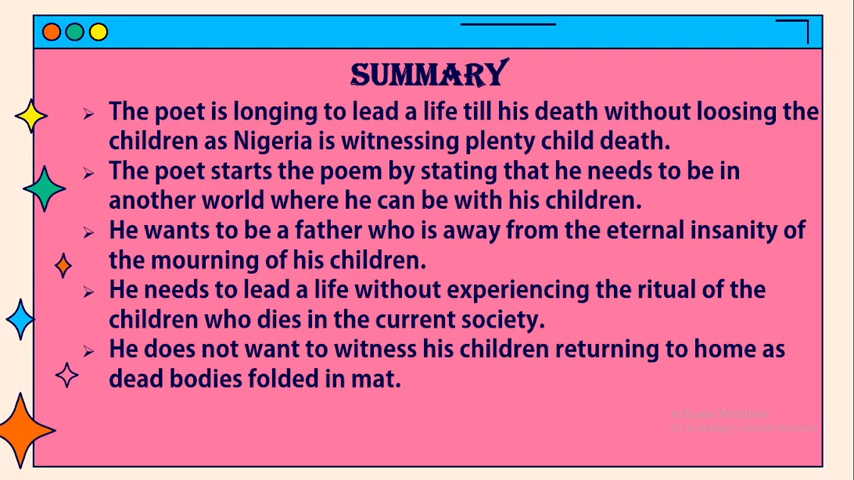 SUMMARY
The poet is longing to lead a life till his death without loosing the
children as Nigeria is witnessing plenty child death.
The poet starts the poem by stating that he needs to be in
another world where he can be with his children.
He wants to be a father who is away from the eternal insanity of
the mourning of his children.
He needs to lead a life without experiencing the ritual of the
children who dies in the current society.
He does not want to witness his children returning to home as
dead bodies folded in mat.
Activate Windows